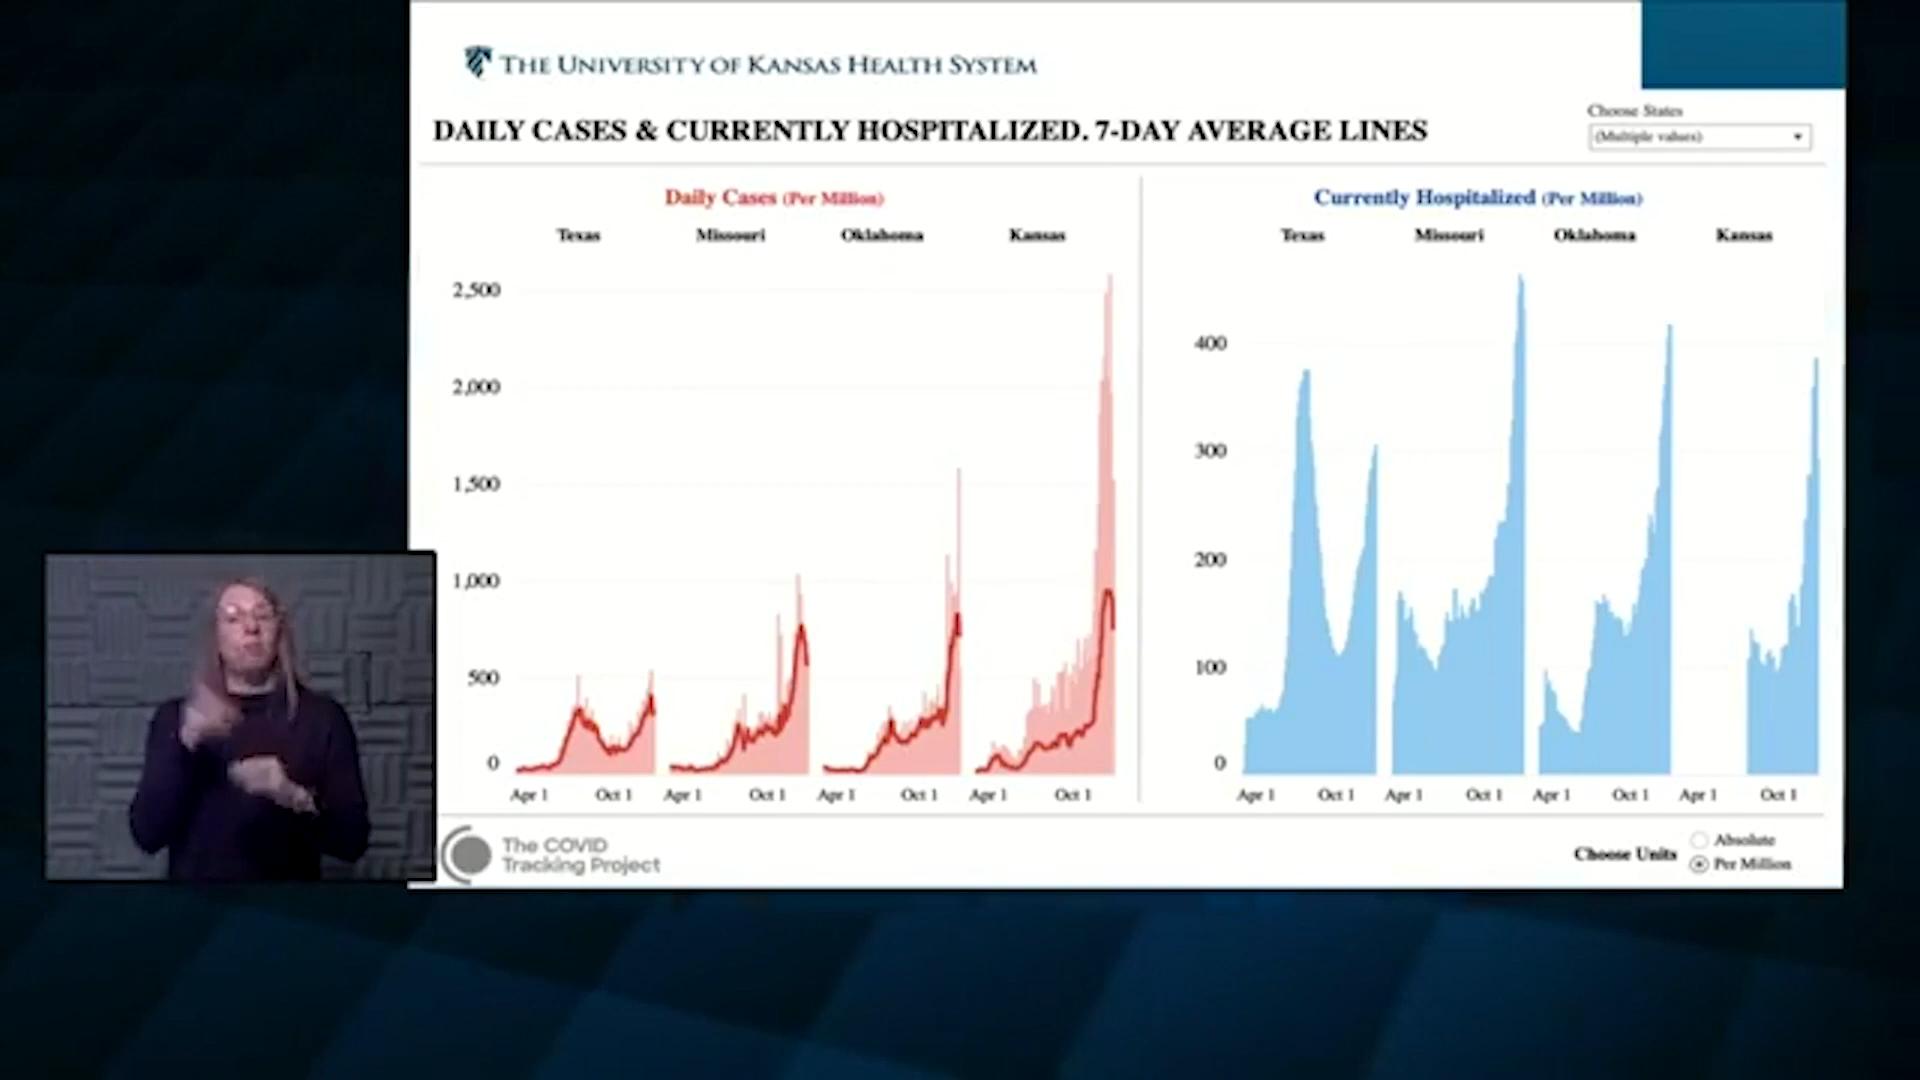 THE UNIVERSITY OF KANSAS HEALTH SYSTEM
DAILY CASES & CURRENTLY HOSPITALIZED. 7-DAY AVERAGE LINES
Choose States
(Multiple values)
Daily Cases (Per Million)
Texas Missouri Oklahoma Kansas
2,500
2,000
1,500
1,000
500
0
Apr 1 Oct 1 Apr 1 Oct 1 Apr 1 Oct 1 Apr 1 Oct 1
Currently Hospitalized (Per Million)
Texas Missouri Oklahoma Kansas
400
300
200
100
0
Apr 1 Oct 1 Apr 1 Oct 1 Apr 1 Oct 1 Apr 1 Oct 1
The COVID
Tracking Project
Choose Units
Absolute
Per Million